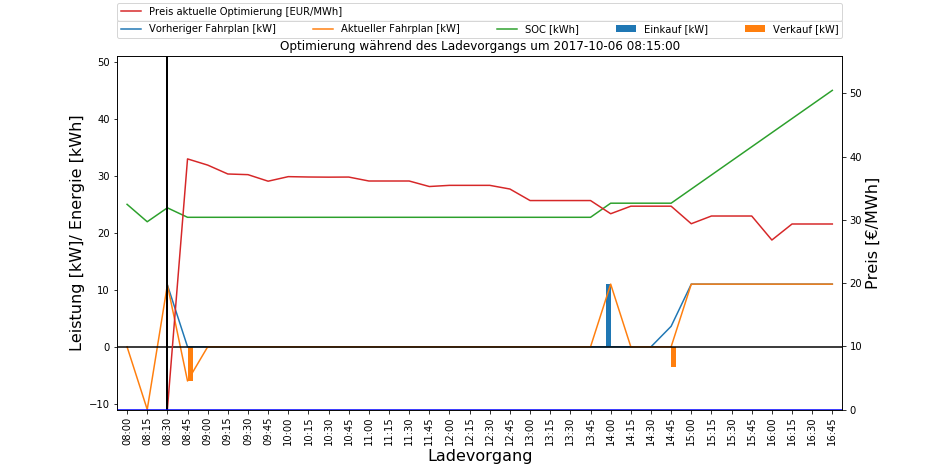 Preis aktuelle Optimierung [EUR/MWh]
Vorheriger Fahrplan [kW] Aktueller Fahrplan [kW] SOC [kWh] Einkauf [kW] Verkauf [kW]
Optimierung während des Ladevorgangs um 2017-10-06 08:15:00
Leistung [kW]/ Energie [kWh]
50
40
30
20
10
0
−10
Preis [€/MWh]
50
40
30
20
10
0
08:00 08:15 08:30 08:45 09:00 09:15 09:30 09:45 10:00 10:15 10:30 10:45 11:00 11:15 11:30 11:45 12:00 12:15 12:30 12:45 13:00 13:15 13:30 13:45 14:00 14:15 14:30 14:45 15:00 15:15 15:30 15:45 16:00 16:15 16:30 16:45
Ladevorgang